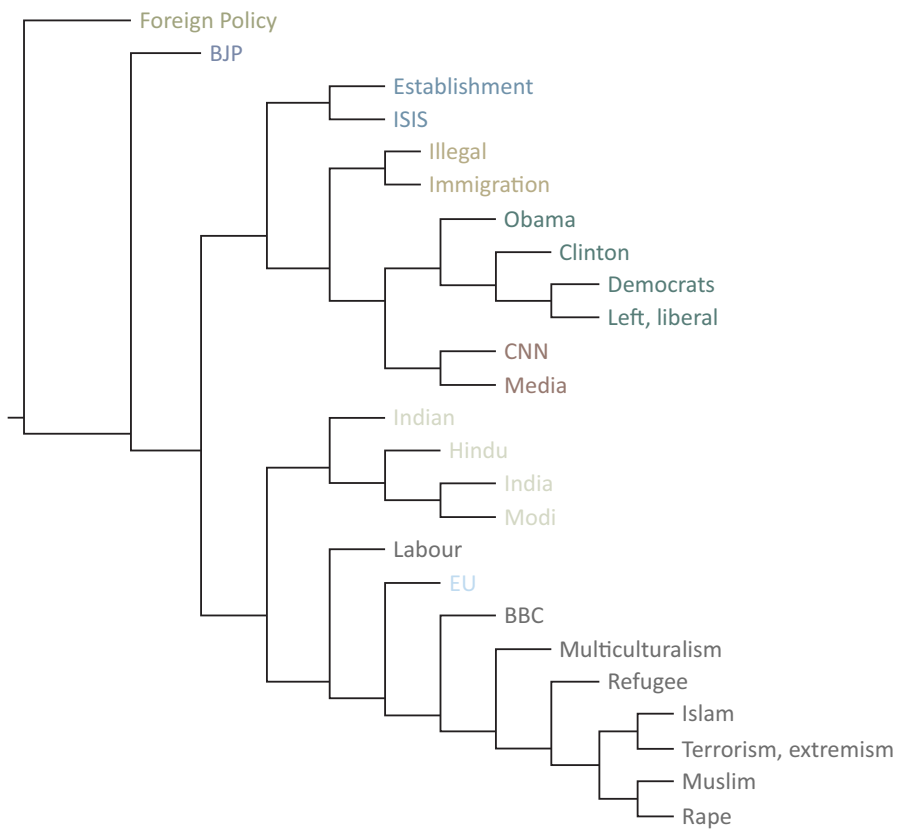 Foreign Policy
BJP
Establishment
ISIS
Illegal
Immigration
Obama
Clinton
Democrats
Left, liberal
CNN
Media
Indian
Hindu
India
Modi
Labour
EU
BBC
Multiculturalism
Refugee
Islam
Terrorism, extremism
Muslim
Rape